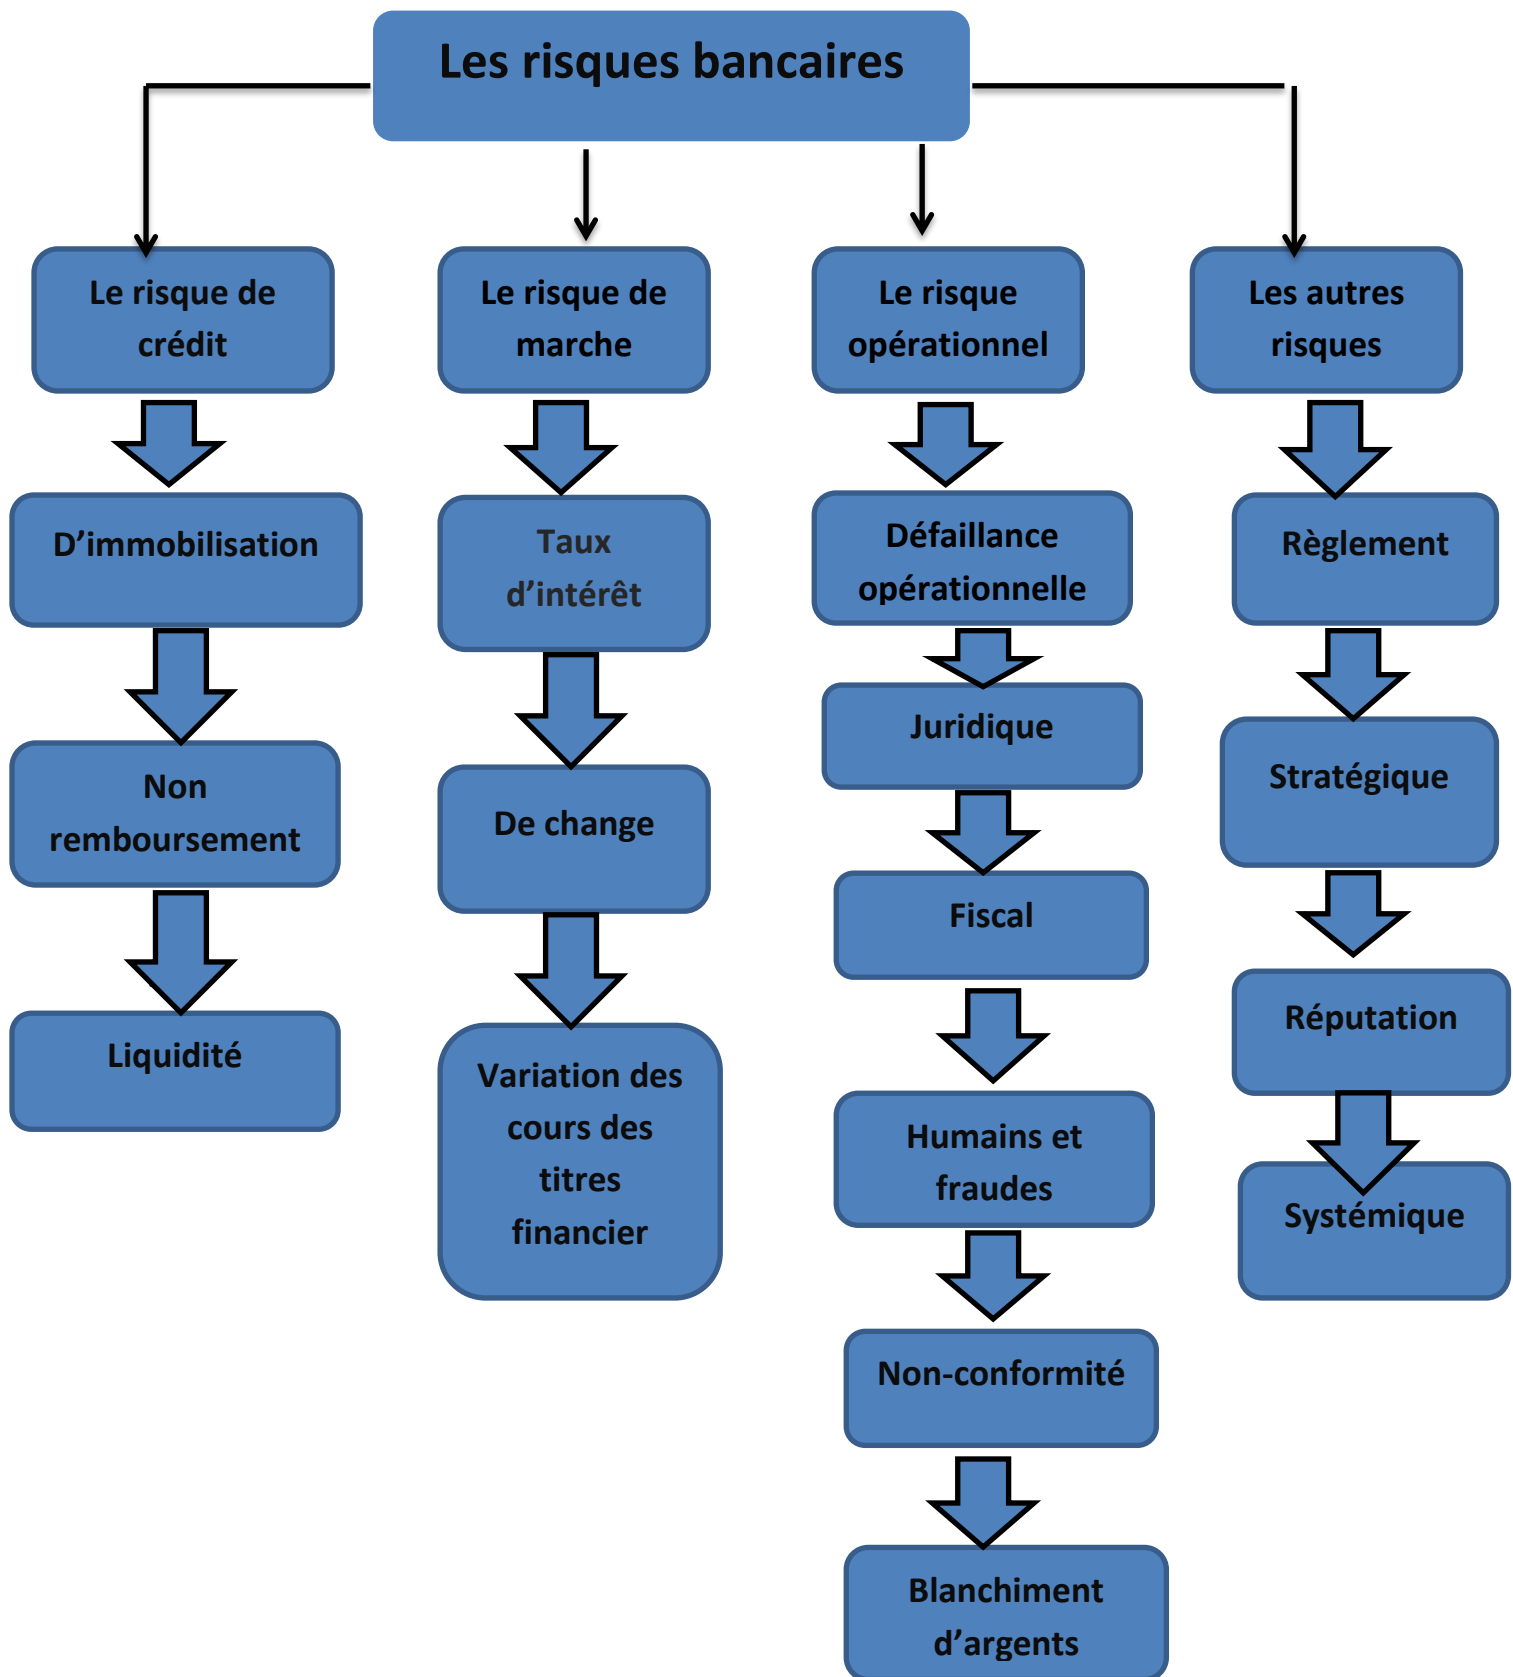 Les risques bancaires
Le risque de
crédit
Le risque de
marche
Le risque
opérationnel
Les autres
risques
D’immobilisation
Non
remboursement
Liquidité
Taux
d’intérêt
De change
Variation des
cours des
titres
financier
Défaillance
opérationnelle
Juridique
Fiscal
Humains et
fraudes
Non-conformité
Blanchiment
d’argents
Règlement
Stratégique
Réputation
Systémique